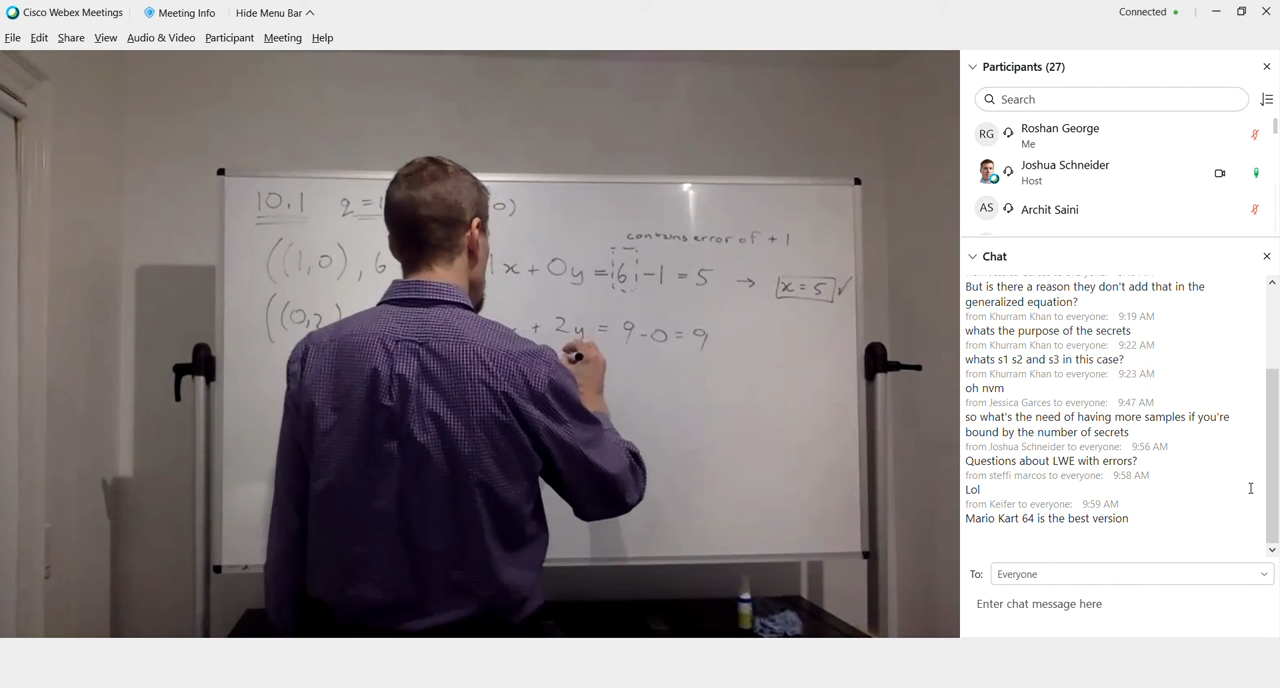 Cisco Webex Meetings Meeting Info Hide Menu Bar Connected
File Edit Share View Audio & Video Participant Meeting Help
10.1 q = 0)
contains error of + 1
((1,0), 6 1x + 0y = 6 - 1 = 5 → x = 5 ✓
((0,2) + 2y = 9 - 0 = 9
Participants (27)
Search
RG Roshan George
Me
Joshua Schneider
Host
AS Archit Saini
Chat
But is there a reason they don't add that in the
generalized equation?
from Khurram Khan to everyone: 9:19 AM
whats the purpose of the secrets
from Khurram Khan to everyone: 9:22 AM
whats s1 s2 and s3 in this case?
from Khurram Khan to everyone: 9:23 AM
oh nvm
from Jessica Garces to everyone: 9:47 AM
so what's the need of having more samples if you're
bound by the number of secrets
from Joshua Schneider to everyone: 9:56 AM
Questions about LWE with errors?
from steffi marcos to everyone: 9:58 AM
Lol
from Keifer to everyone: 9:59 AM
Mario Kart 64 is the best version
To: Everyone
Enter chat message here